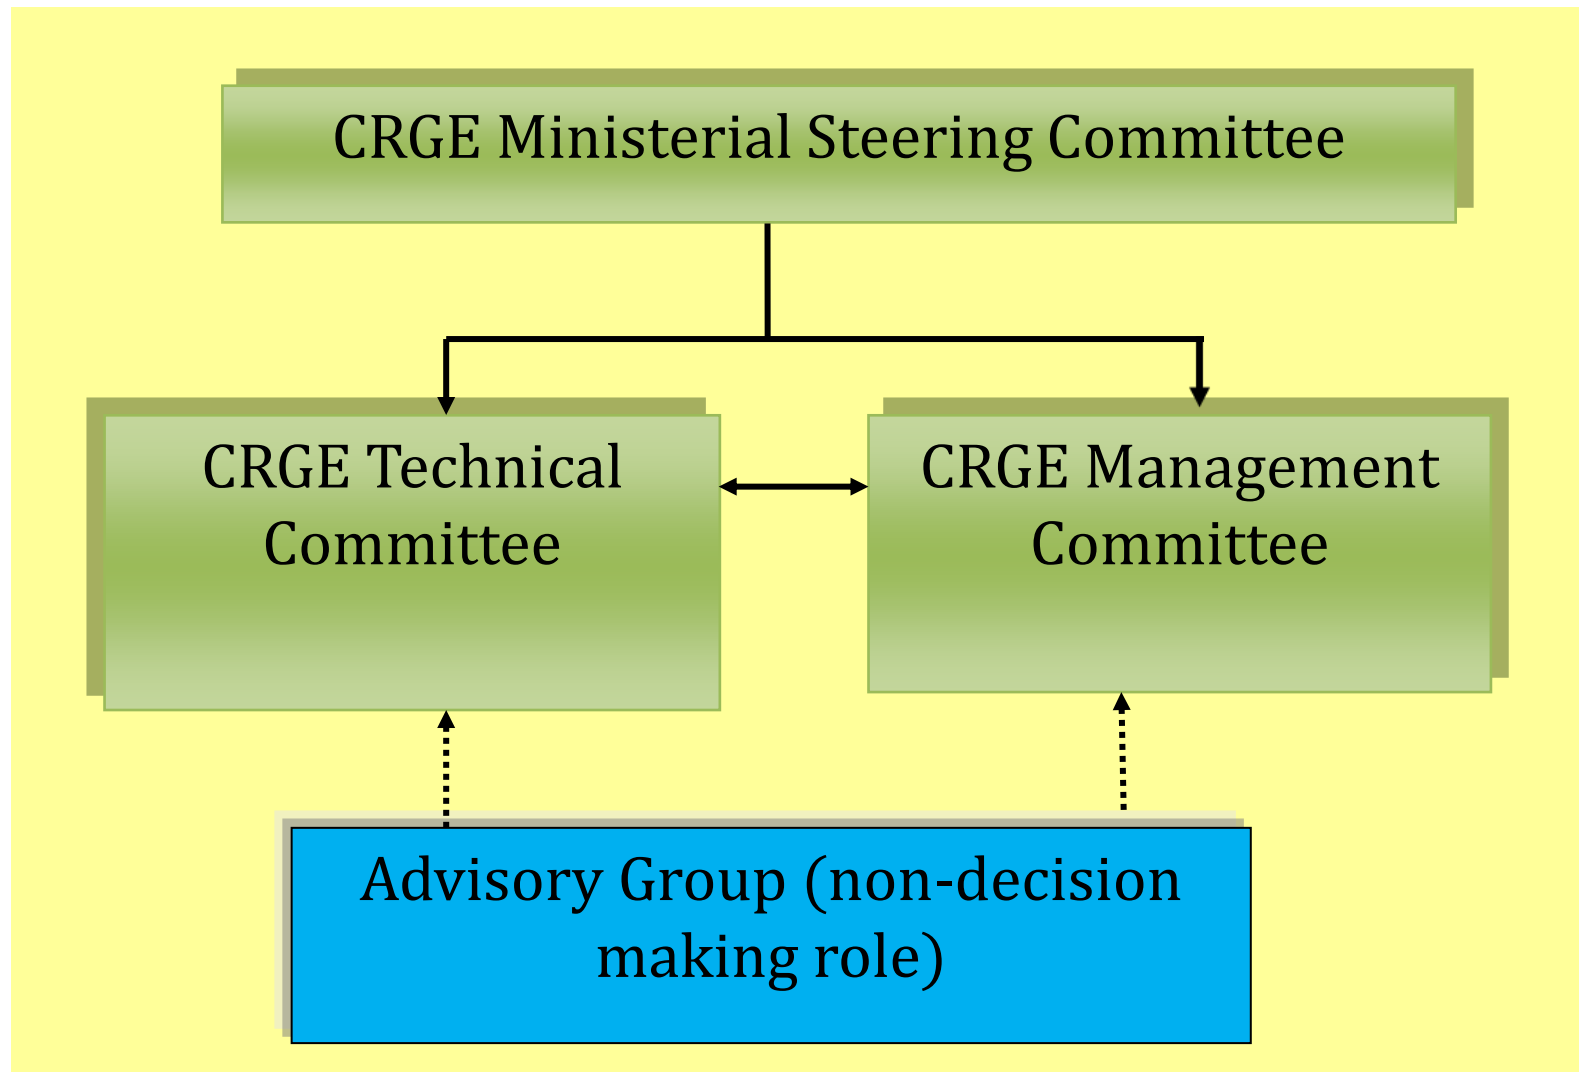 CRGE Ministerial Steering Committee
CRGE Technical
Committee
CRGE Management
Committee
Advisory Group (non-decision
making role)